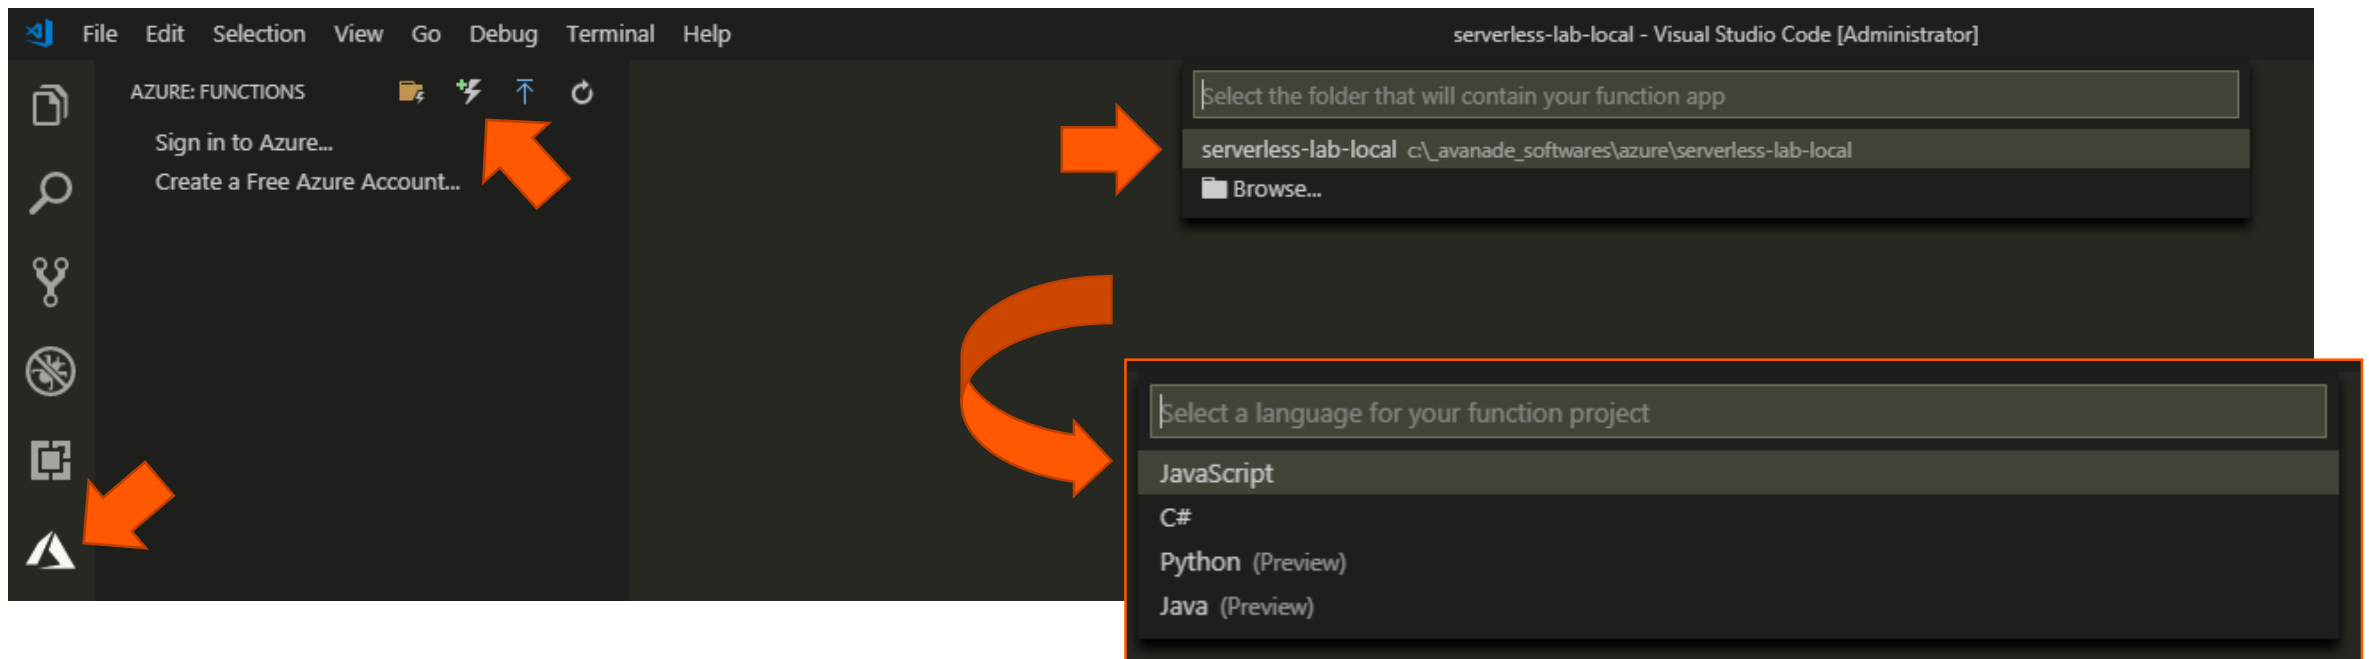 File Edit Selection View Go Debug Terminal Help
serverless-lab-local - Visual Studio Code [Administrator]
AZURE: FUNCTIONS
Sign in to Azure...
Create a Free Azure Account...
Select the folder that will contain your function app
serverless-lab-local c:\_avanade_softwares\azure\serverless-lab-local
Browse...
Select a language for your function project
JavaScript
C#
Python (Preview)
Java (Preview)